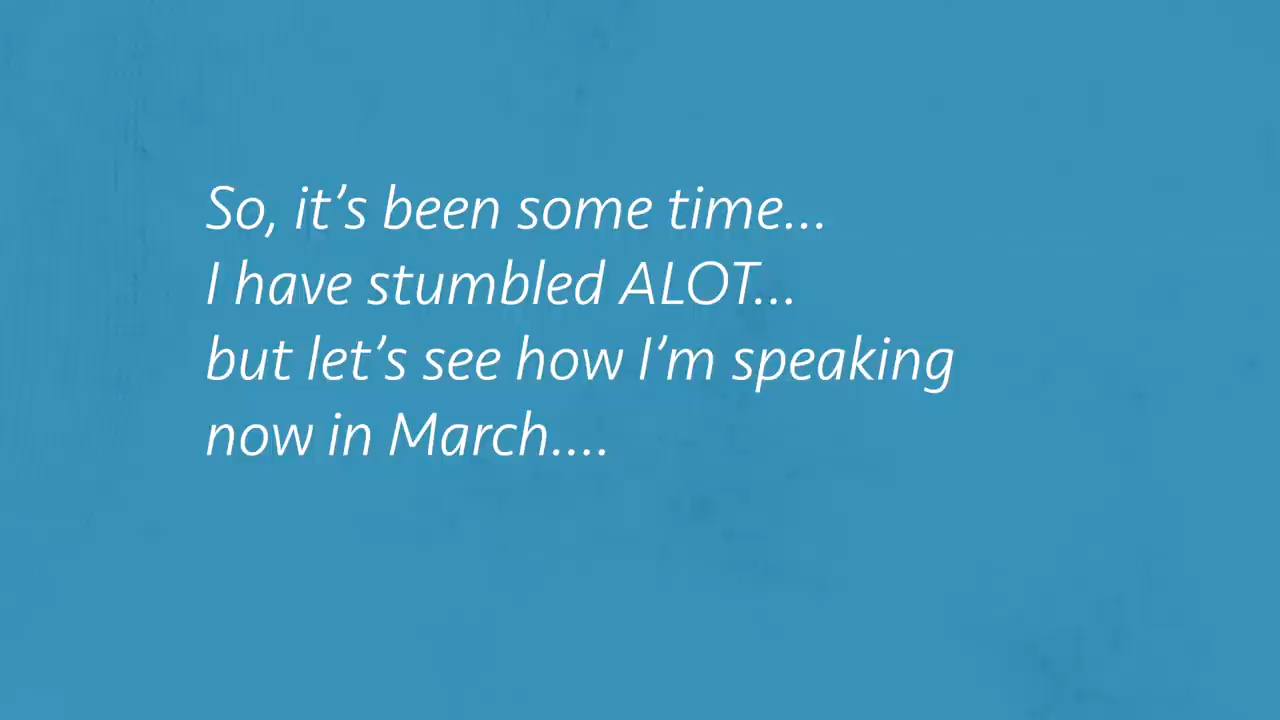 So, it’s been some time...
I have stumbled ALOT...
but let’s see how I’m speaking
now in March....